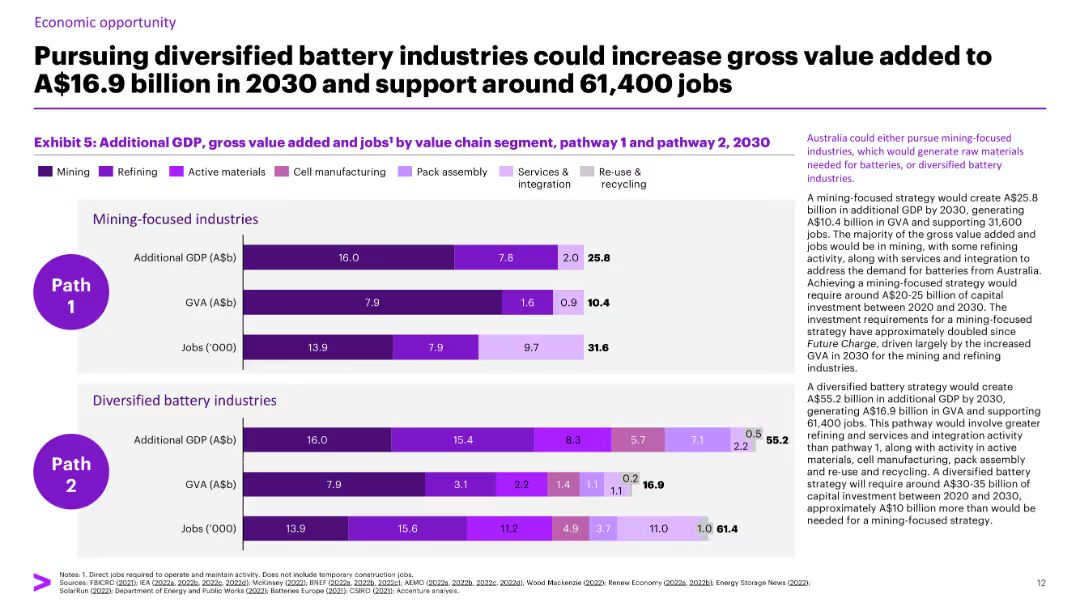 Economic opportunity
Pursuing diversified battery industries could increase gross value added to
A$16.9 billion in 2030 and support around 61,400 jobs
Exhibit 5: Additional GDP, gross value added and jobs¹ by value chain segment, pathway 1 and pathway 2, 2030
Mining Refining Active materials Cell manufacturing Pack assembly Services & integration Re-use & recycling
Path 1
Mining-focused industries
Additional GDP (A$b) 16.0 7.8 2.0 25.8
GVA (A$b) 7.9 1.6 0.9 10.4
Jobs ('000) 13.9 7.9 9.7 31.6
Path 2
Diversified battery industries
Additional GDP (A$b) 16.0 15.4 8.3 5.7 7.1 2.2 0.5 55.2
GVA (A$b) 7.9 3.1 2.2 1.4 1.1 1.1 0.2 16.9
Jobs ('000) 13.9 15.6 11.2 4.9 3.7 11.0 1.0 61.4
Australia could either pursue mining-focused
industries, which would generate raw materials
needed for batteries, or diversified battery
industries.
A mining-focused strategy would create A$25.8
billion in additional GDP by 2030, generating
A$10.4 billion in GVA and supporting 31,600
jobs. The majority of the gross value added and
jobs would be in mining, with some refining
activity, along with services and integration to
address the demand for batteries from Australia.
Achieving a mining-focused strategy would
require around A$20-25 billion of capital
investment between 2020 and 2030. The
investment requirements for a mining-focused
strategy have approximately doubled since
Future Charge, driven largely by the increased
GVA in 2030 for the mining and refining
industries.
A diversified battery strategy would create
A$55.2 billion in additional GDP by 2030,
generating A$16.9 billion in GVA and supporting
61,400 jobs. This pathway would involve greater
refining and services and integration activity
than pathway 1, along with activity in active
materials, cell manufacturing, pack assembly
and re-use and recycling. A diversified battery
strategy will require around A$30-35 billion of
capital investment between 2020 and 2030,
approximately A$10 billion more than would be
needed for a mining-focused strategy.
Notes: 1. Direct jobs required to operate and maintain activity. Does not include temporary construction jobs.
Sources: FBICRC (2021); IEA (2022a, 2022b, 2022c, 2022d); McKinsey (2022); BNEF (2022a, 2022b, 2022c); AEMO (2022a, 2022b, 2022c, 2022d); Wood Mackenzie (2022); Renew Economy (2022a, 2022b); Energy Storage News (2022);
SolarRun (2022); Department of Energy and Public Works (2022); Batteries Europe (2021); CSIRO (2021); Accenture analysis.
12